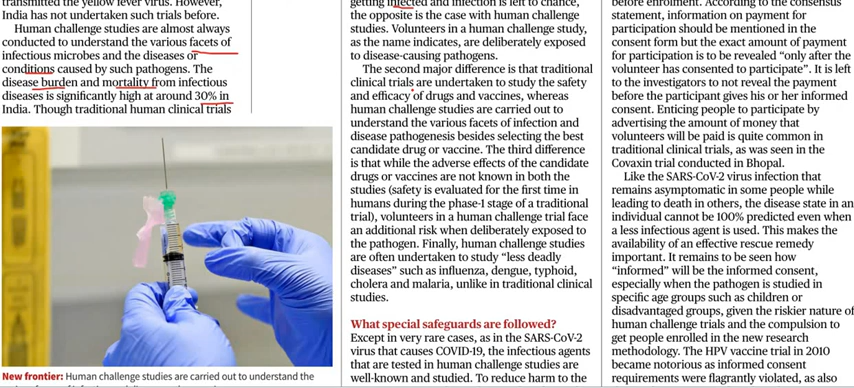 transmitted the yellow fever virus. However,
India has not undertaken such trials before.
Human challenge studies are almost always
conducted to understand the various facets of
infectious microbes and the diseases or
conditions caused by such pathogens. The
disease burden and mortality from infectious
diseases is significantly high at around 30% in
India. Though traditional human clinical trials
New frontier: Human challenge studies are carried out to understand the
getting infected and infection is left to chance,
the opposite is the case with human challenge
studies. Volunteers in a human challenge study,
as the name indicates, are deliberately exposed
to disease-causing pathogens.
The second major difference is that traditional
clinical trials are undertaken to study the safety
and efficacy of drugs and vaccines, whereas
human challenge studies are carried out to
understand the various facets of infection and
disease pathogenesis besides selecting the best
candidate drug or vaccine. The third difference
is that while the adverse effects of the candidate
drugs or vaccines are not known in both the
studies (safety is evaluated for the first time in
humans during the phase-1 stage of a traditional
trial), volunteers in a human challenge trial face
an additional risk when deliberately exposed to
the pathogen. Finally, human challenge studies
are often undertaken to study “less deadly
diseases” such as influenza, dengue, typhoid,
cholera and malaria, unlike in traditional clinical
studies.
What special safeguards are followed?
Except in very rare cases, as in the SARS-CoV-2
virus that causes COVID-19, the infectious agents
that are tested in human challenge studies are
well-known and studied. To reduce harm to the
before enrolment. According to the consensus
statement, information on payment for
participation should be mentioned in the
consent form but the exact amount of payment
for participation is to be revealed “only after the
volunteer has consented to participate”. It is left
to the investigators to not reveal the payment
before the participant gives his or her informed
consent. Enticing people to participate by
advertising the amount of money that
volunteers will be paid is quite common in
traditional clinical trials, as was seen in the
Covaxin trial conducted in Bhopal.
Like the SARS-CoV-2 virus infection that
remains asymptomatic in some people while
leading to death in others, the disease state in an
individual cannot be 100% predicted even when
a less infectious agent is used. This makes the
availability of an effective rescue remedy
important. It remains to be seen how
“informed” will be the informed consent,
especially when the pathogen is studied in
specific age groups such as children or
disadvantaged groups, given the riskier nature of
human challenge trials and the compulsion to
get people enrolled in the new research
methodology. The HPV vaccine trial in 2010
became notorious as informed consent
requirements were flagrantly violated, as also